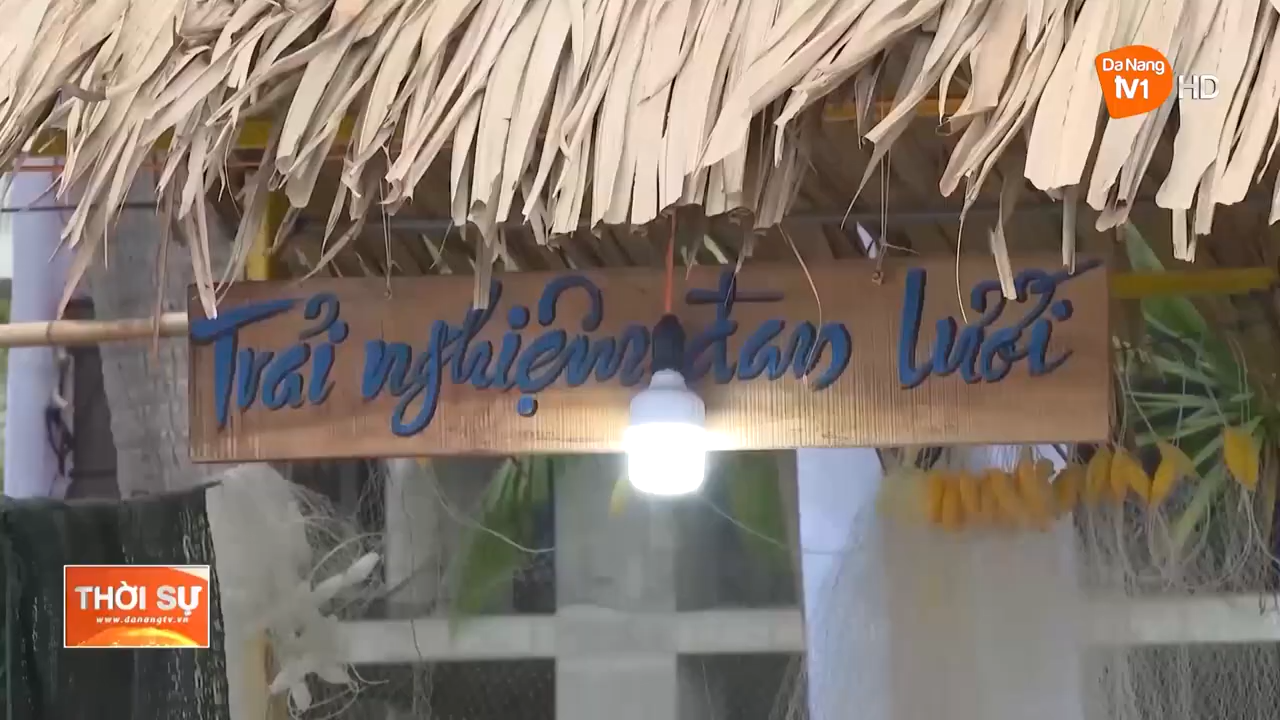 Da Nang
TV1 HD
Trải nghiệm đan lưới
THỜI SỰ
www.danangtv.vn